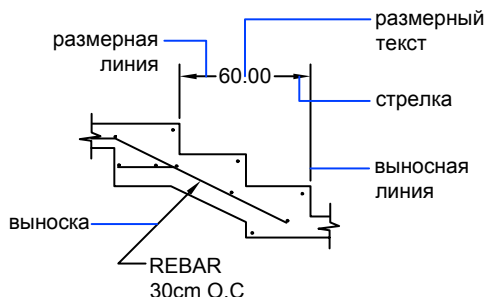 размерная
линия
размерный
текст
60.00
стрелка
выносная
линия
выноска
REBAR
30cm O.C